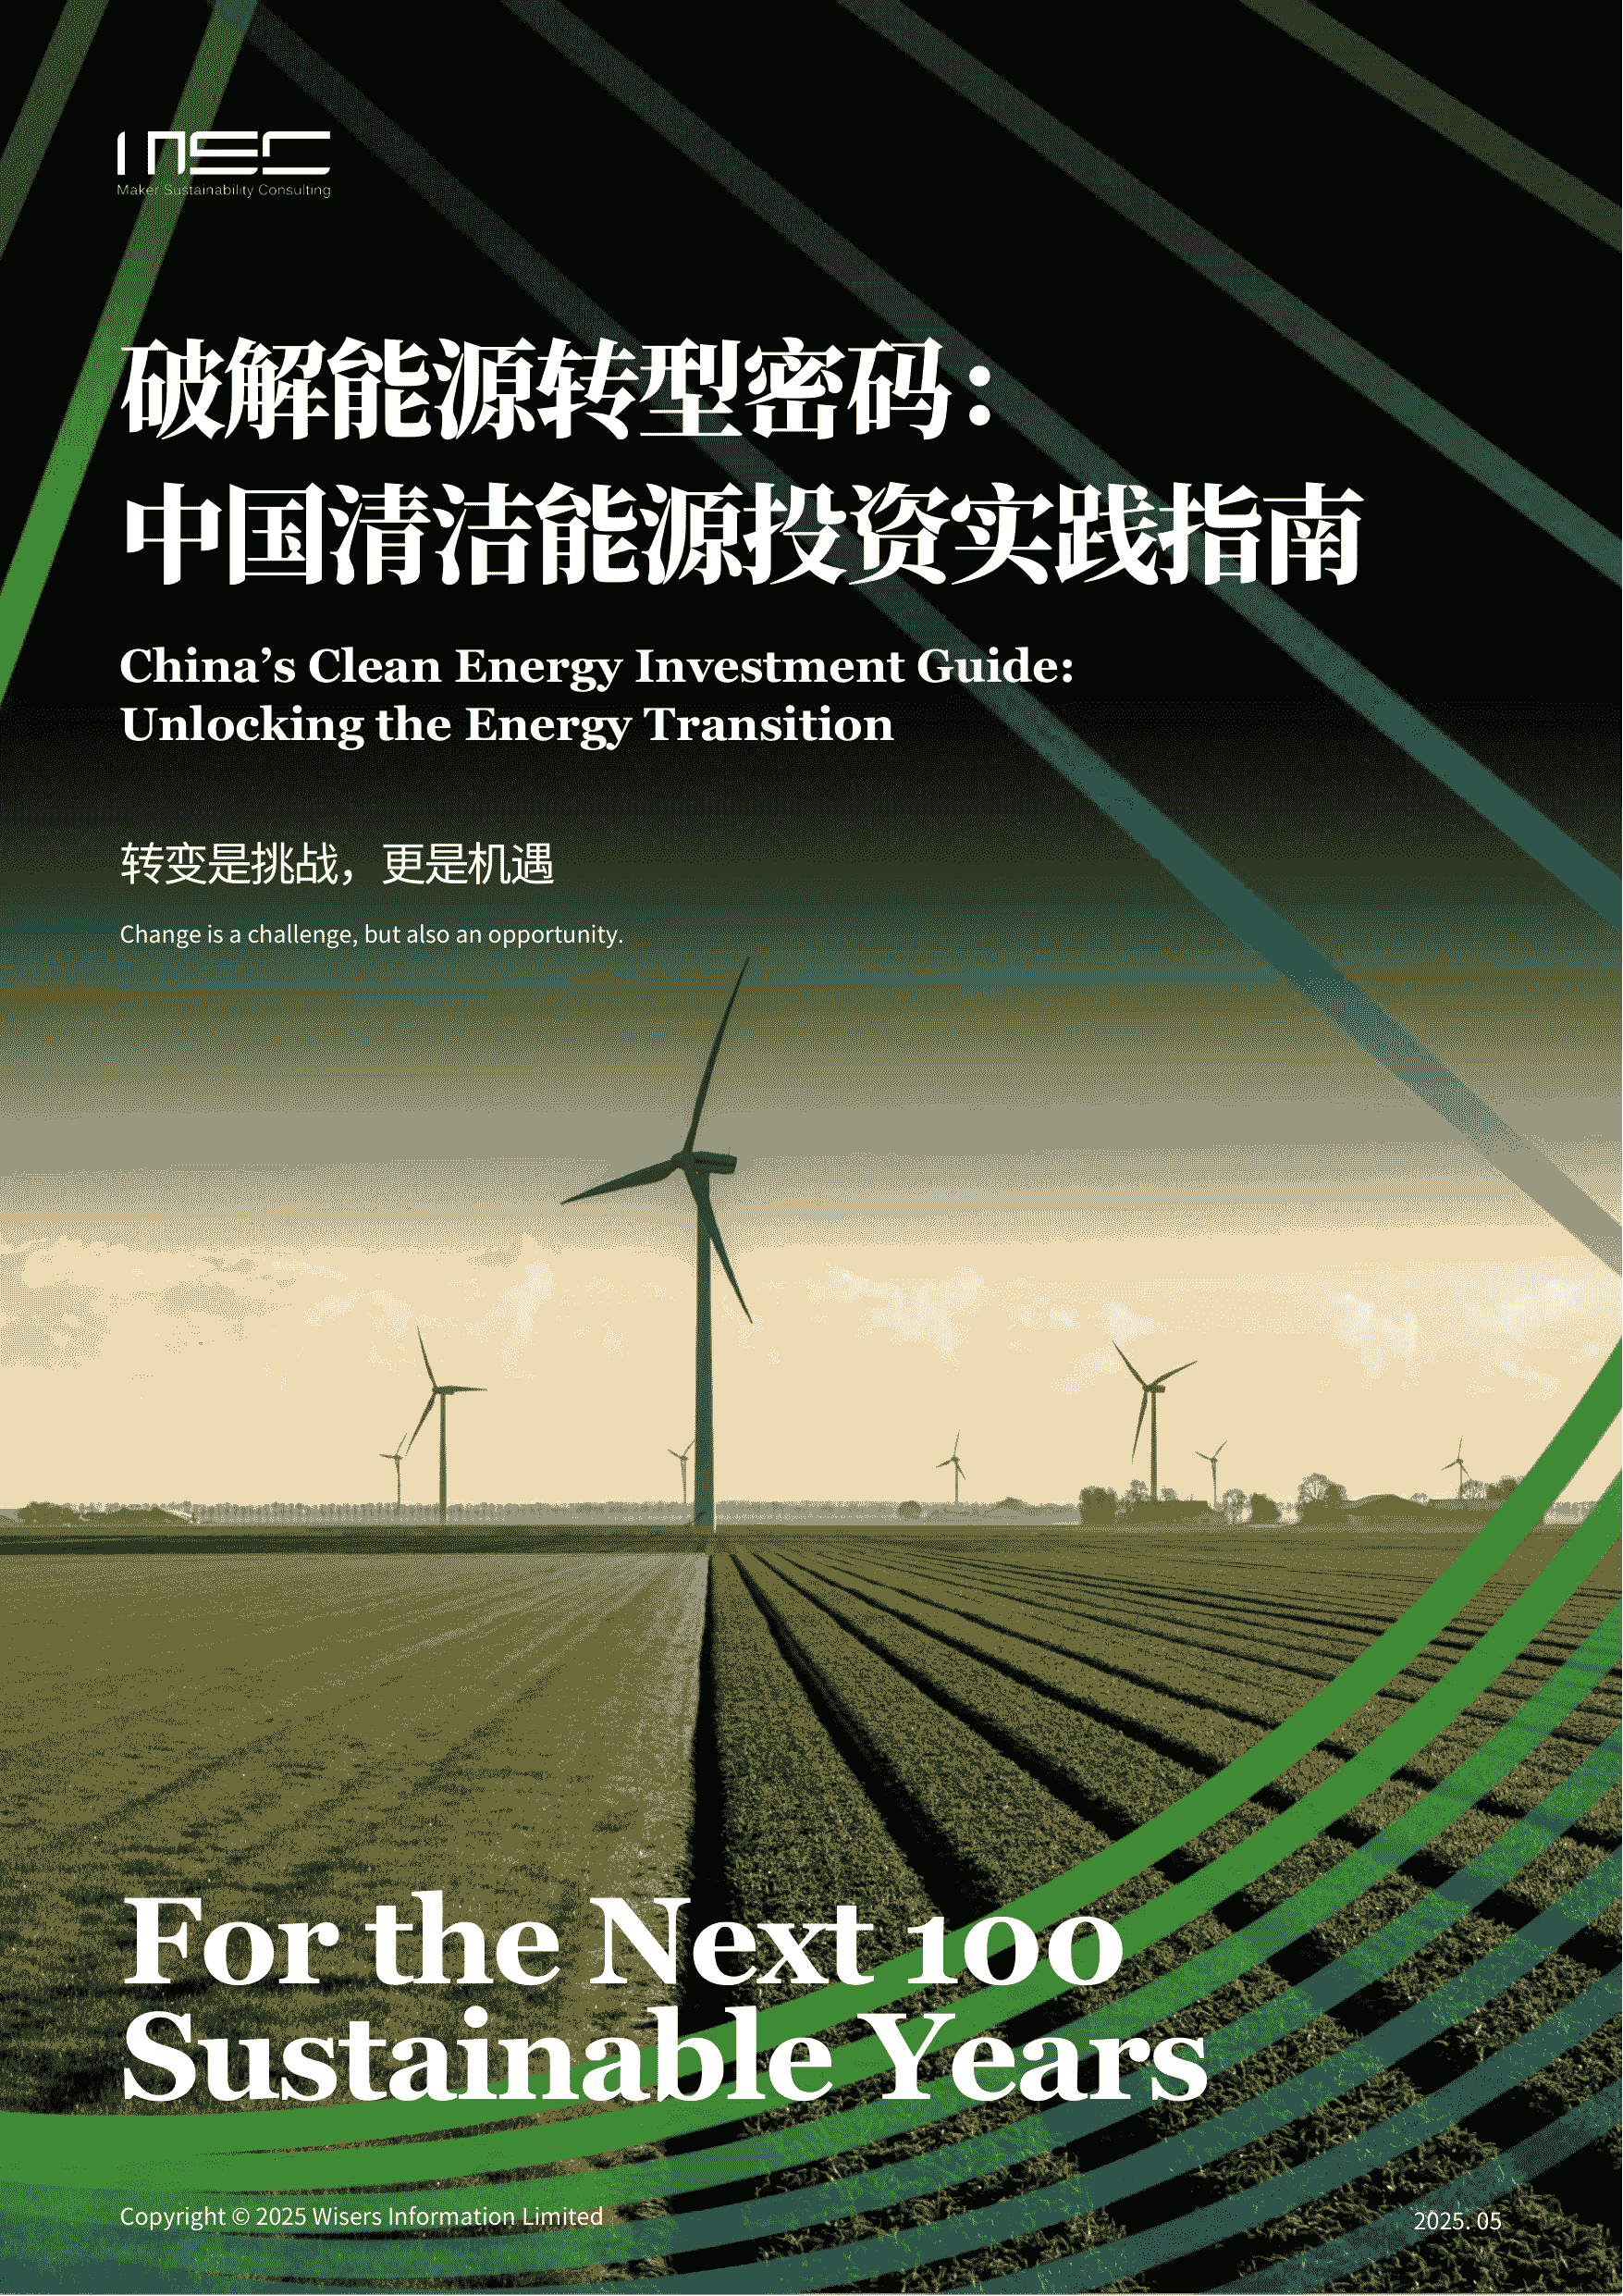 Maker Sustainability Consulting
破解能源转型密码：
中国清洁能源投资实践指南
China’s Clean Energy Investment Guide:
Unlocking the Energy Transition
转变是挑战，更是机遇
Change is a challenge, but also an opportunity.
For the Next 100
Sustainable Years
Copyright © 2025 Wisers Information Limited
2025. 05